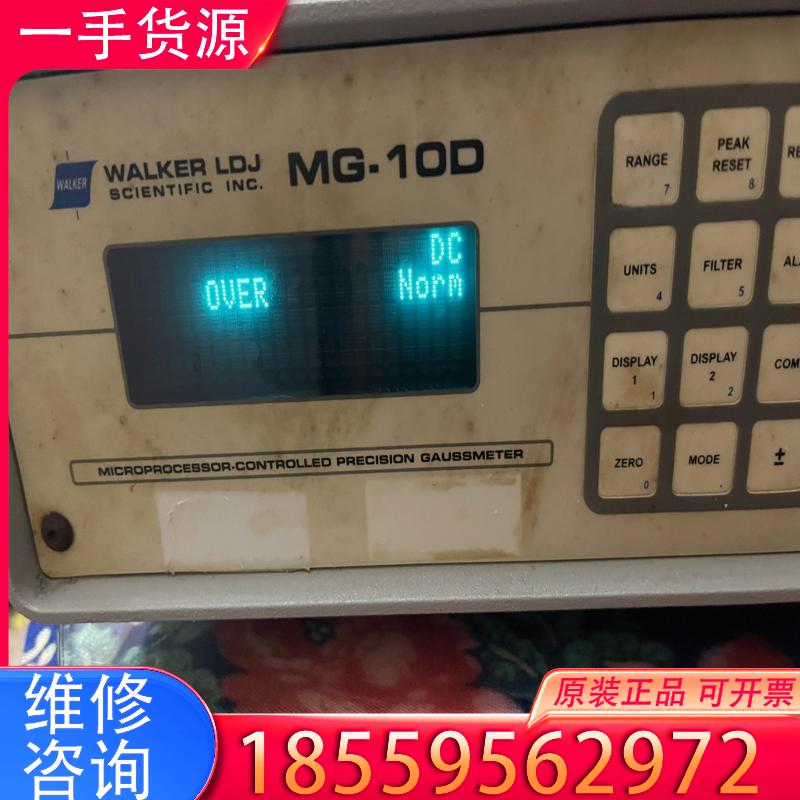 一手货源
WALKER
WALKER LDJ
SCIENTIFIC INC.
MG-10D
DC
OVER
Norm
MICROPROCESSOR-CONTROLLED PRECISION GAUSSMETER
RANGE
7
PEAK
RESET
8
UNITS
4
FILTER
5
DISPLAY
1
1
DISPLAY
2
2
ZERO
0
MODE
.
±
维修
咨询
原装正品 可开票
18559562972